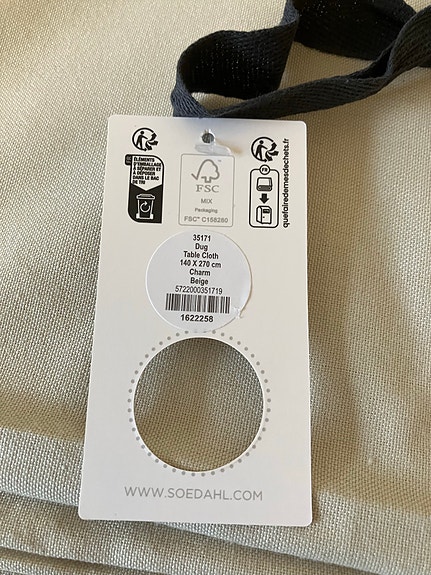 ÉLÉMENTS
D'EMBALLAGE
À SÉPARER ET
À DÉPOSER
DANS LE BAC
DE TRI
FSC
MIX
Packaging
FSC® C168280
FR
quefairedemesdechets.fr
35171
Dug
Table Cloth
140 X 270 cm
Charm
Beige
5722000351719
1622258
WWW.SOEDAHL.COM